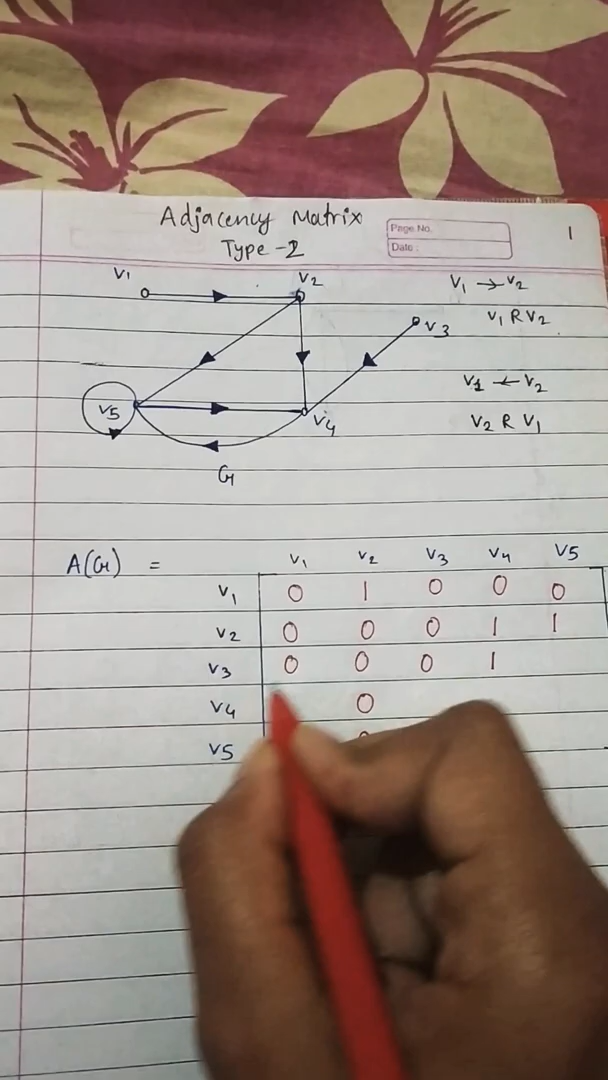 Adjacency Matrix
Type-2
Page No.
Date:
1
V1 V2
V1 → V2
V3
V1 R V2
V5
V4
V1 ← V2
V2 R V1
G
A(G) =
V1 V2 V3 V4 V5
V1 0 1 0 0 0
V2 0 0 0 1 1
V3 0 0 0 1
V4 0
V5